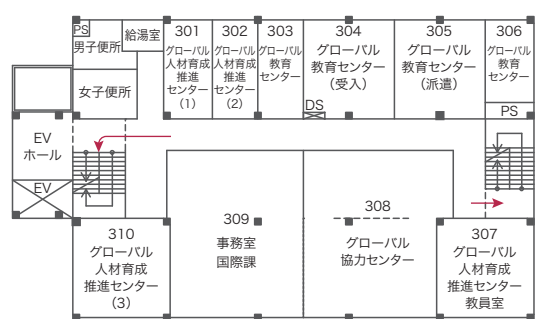 PS
男子便所
給湯室
301
グローバル
人材育成
推進
センター
(1)
302
グローバル
人材育成
推進
センター
(2)
303
グローバル
教育
センター
304
グローバル
教育センター
(受入)
305
グローバル
教育センター
(派遣)
306
グローバル
教育
センター
女子便所
DS
PS
EV
ホール
EV
310
グローバル
人材育成
推進センター
(3)
309
事務室
国際課
308
グローバル
協力センター
307
グローバル
人材育成
推進センター
教員室